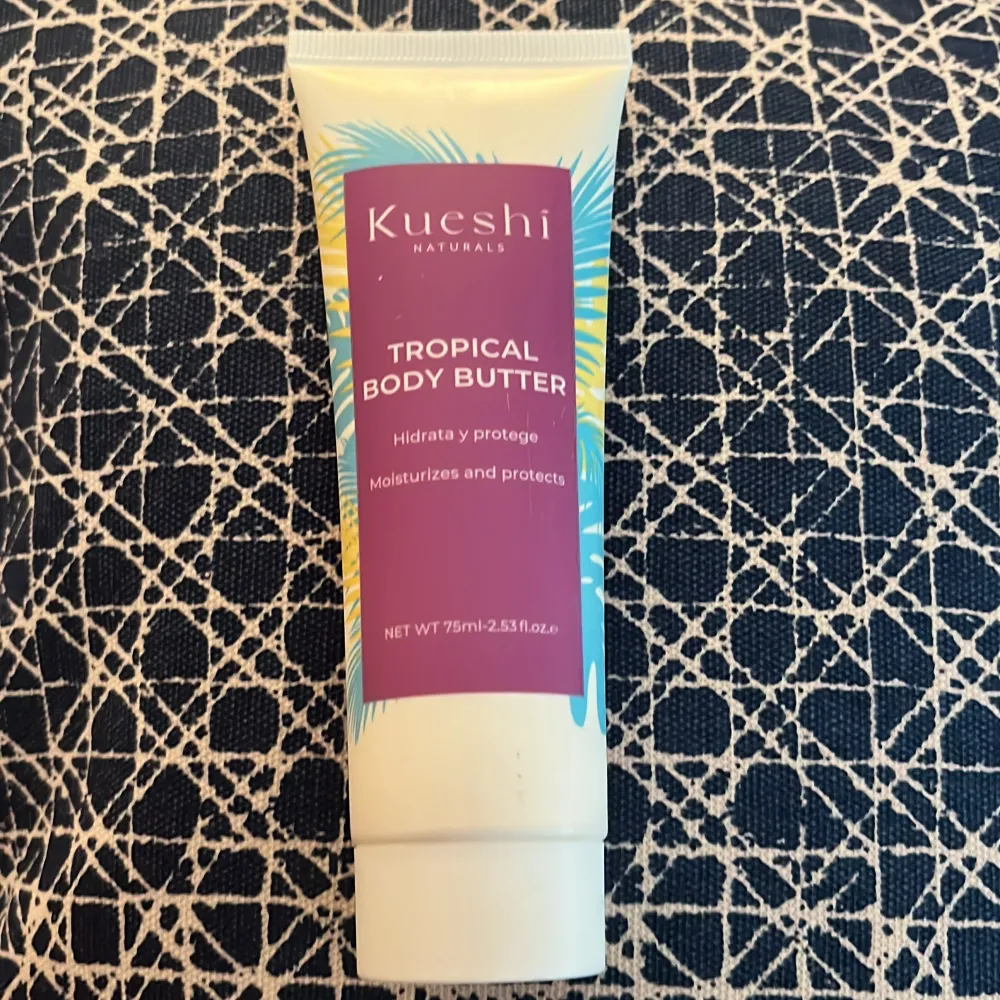 Kueshi
NATURALS
TROPICAL
BODY BUTTER
Hidrata y protege
Moisturizes and protects
NET WT 75ml-2.53 fl.oz.e